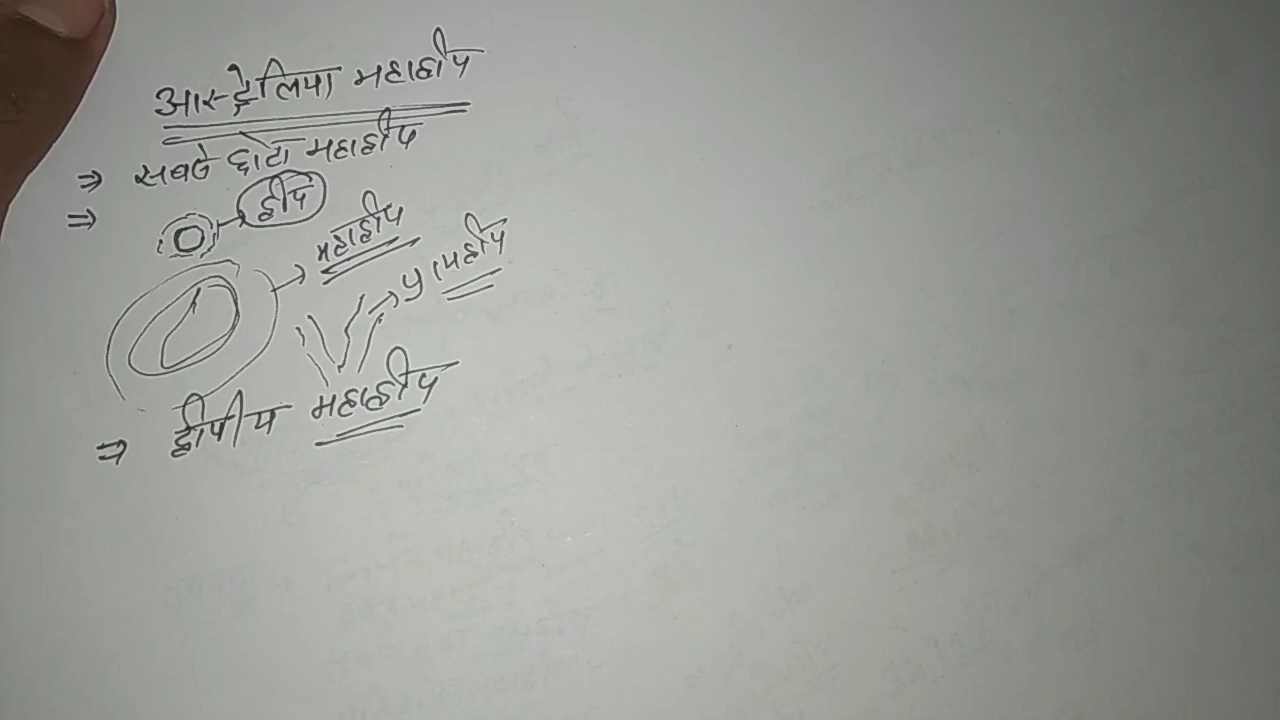 आस्ट्रेलिया महाद्वीप
⇒ सबसे छोटा महाद्वीप
⇒
→ द्वीप
→ महाद्वीप
→ प्रायद्वीप
⇒ द्वीपीय महाद्वीप